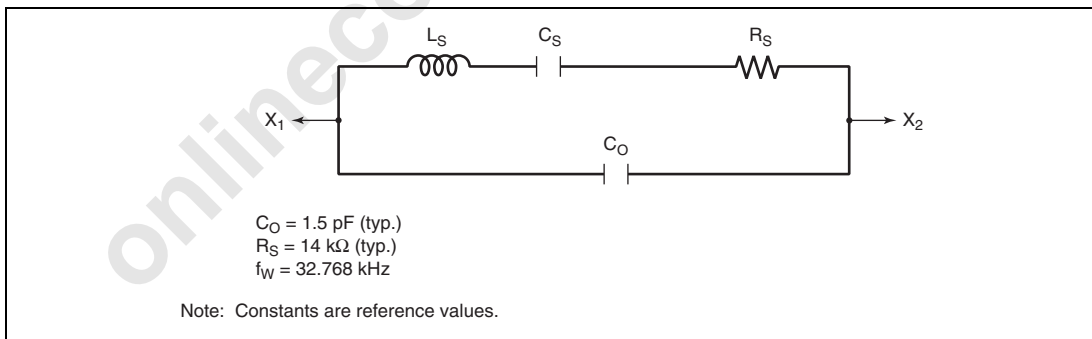 L_S C_S R_S
X_1 X_2
C_O
C_O = 1.5 pF (typ.)
R_S = 14 kΩ (typ.)
f_W = 32.768 kHz
Note: Constants are reference values.
onlinec